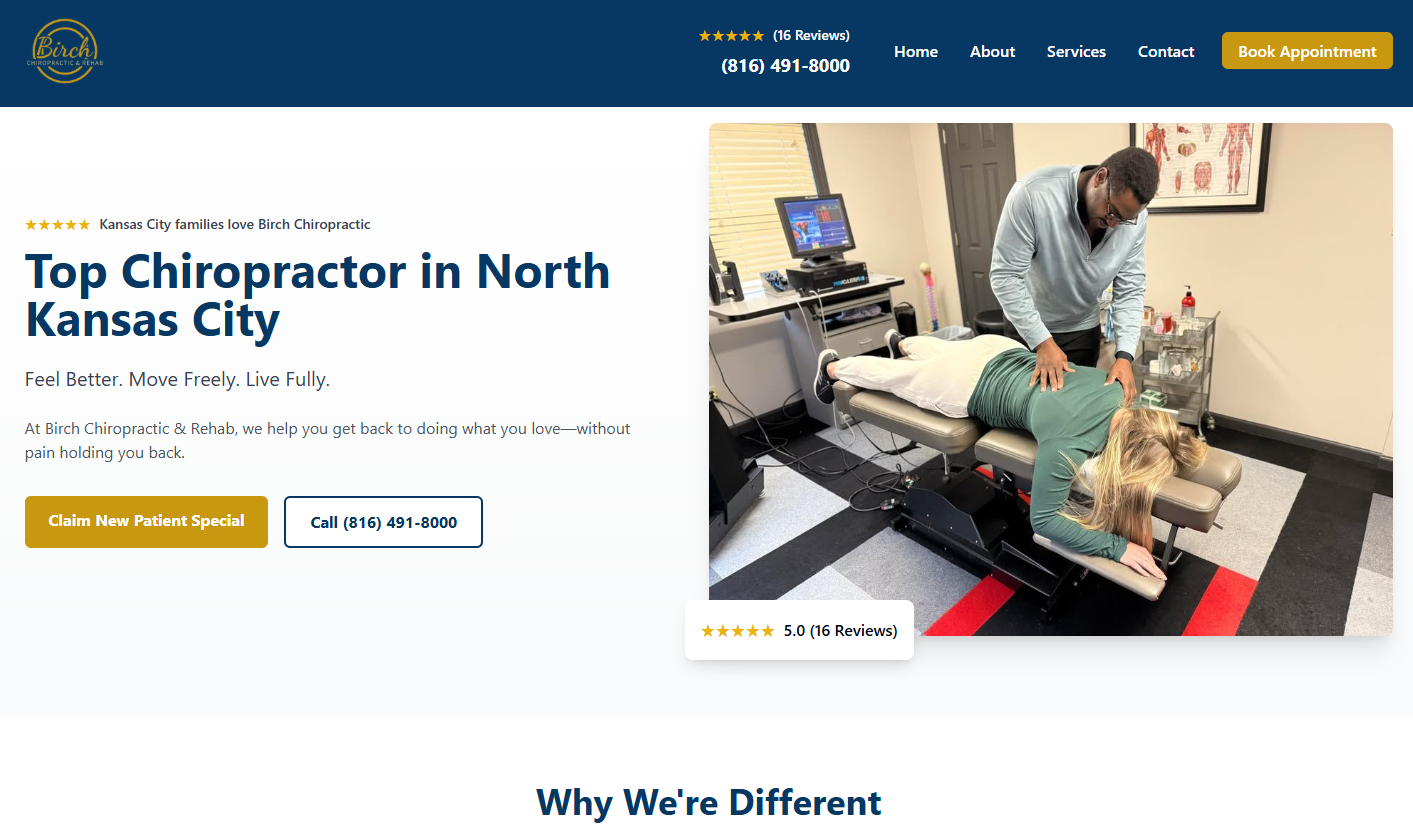 Birch
CHIROPRACTIC & REHAB
★★★★★ (16 Reviews)
(816) 491-8000
Home
About
Services
Contact
Book Appointment
★★★★★ Kansas City families love Birch Chiropractic
Top Chiropractor in North
Kansas City
Feel Better. Move Freely. Live Fully.
At Birch Chiropractic & Rehab, we help you get back to doing what you love—without
pain holding you back.
Claim New Patient Special
Call (816) 491-8000
★★★★★ 5.0 (16 Reviews)
Why We're Different